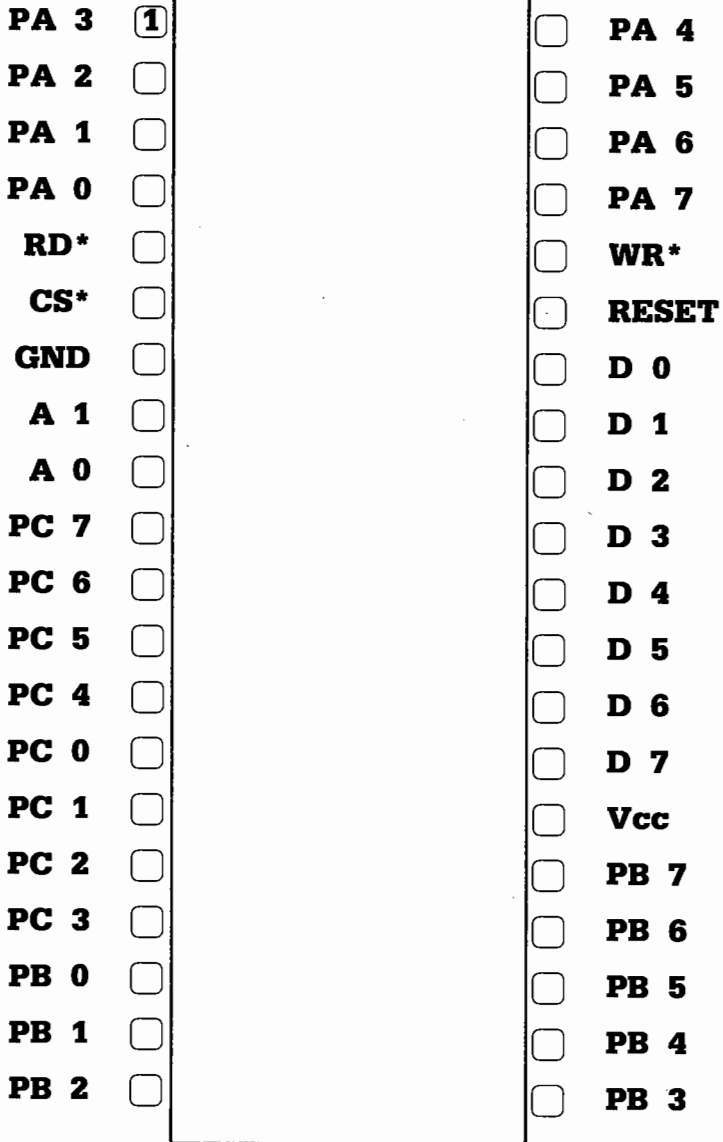 PA 3 1 PA 4
PA 2 PA 5
PA 1 PA 6
PA 0 PA 7
RD* WR*
CS* RESET
GND D 0
A 1 D 1
A 0 D 2
PC 7 D 3
PC 6 D 4
PC 5 D 5
PC 4 D 6
PC 0 D 7
PC 1 Vcc
PC 2 PB 7
PC 3 PB 6
PB 0 PB 5
PB 1 PB 4
PB 2 PB 3